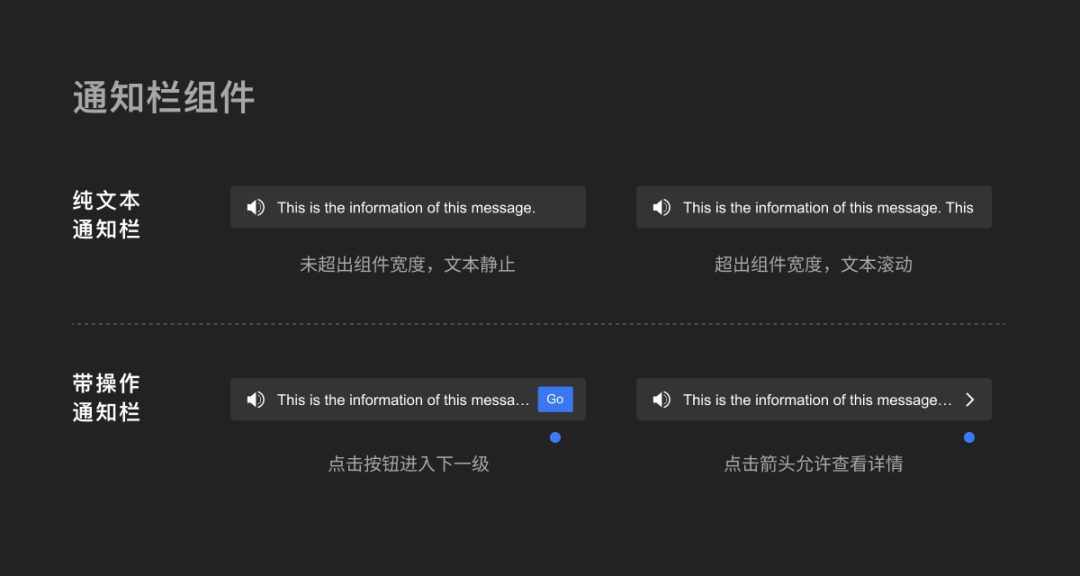 通知栏组件
纯文本
通知栏
This is the information of this message.
This is the information of this message. This
未超出组件宽度，文本静止
超出组件宽度，文本滚动
带操作
通知栏
This is the information of this messa…
Go
This is the information of this message…
点击按钮进入下一级
点击箭头允许查看详情